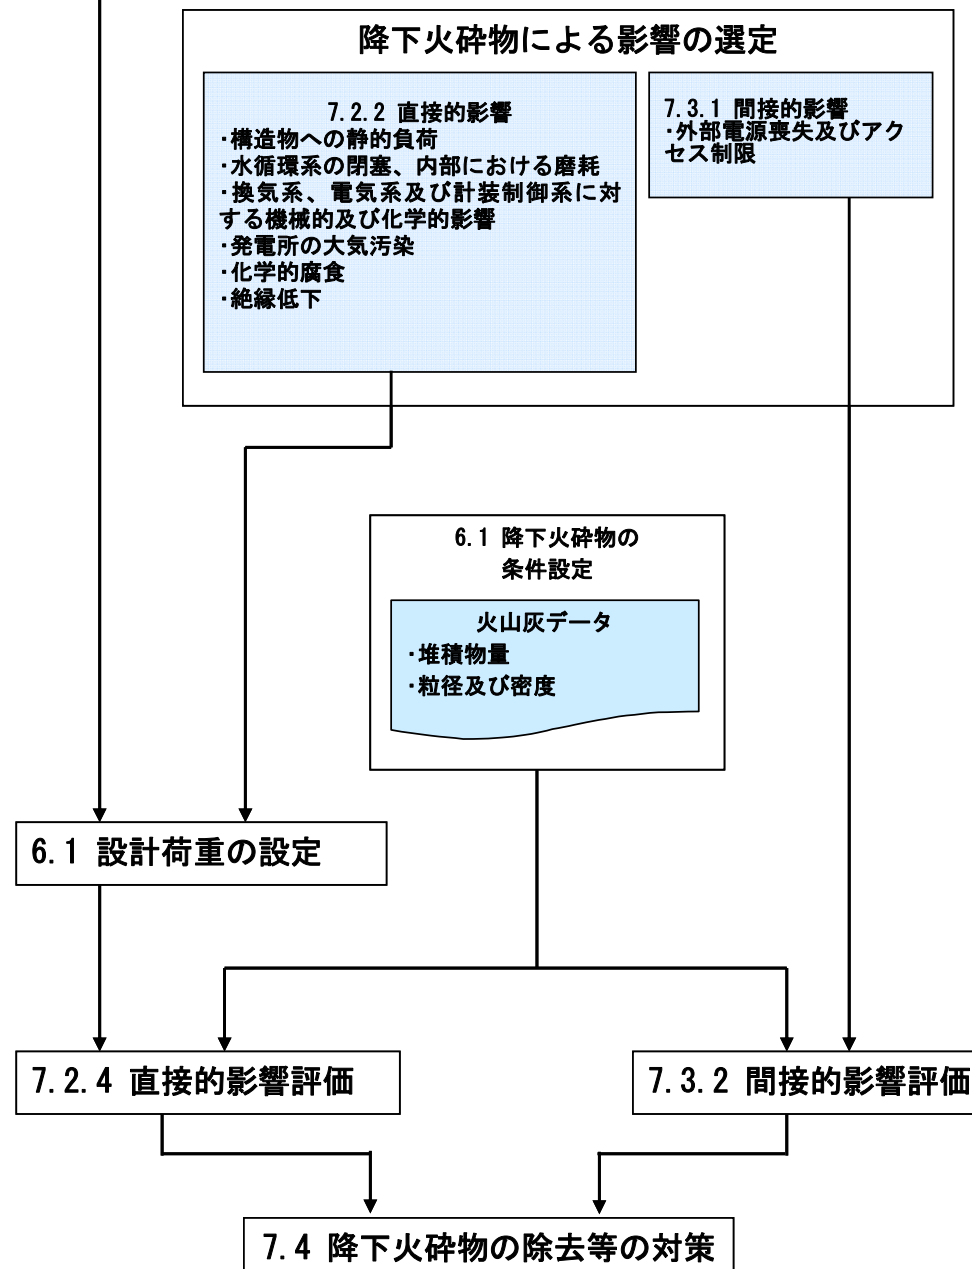 降下火砕物による影響の選定
7.2.2 直接的影響
・構造物への静的負荷
・水循環系の閉塞、内部における磨耗
・換気系、電気系及び計装制御系に対
する機械的及び化学的影響
・発電所の大気汚染
・化学的腐食
・絶縁低下
7.3.1 間接的影響
・外部電源喪失及びアク
セス制限
6.1 降下火砕物の
条件設定
火山灰データ
・堆積物量
・粒径及び密度
6.1 設計荷重の設定
7.2.4 直接的影響評価
7.3.2 間接的影響評価
7.4 降下火砕物の除去等の対策